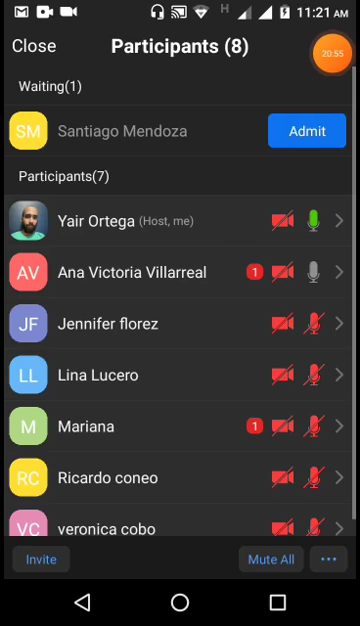 H
11:21 AM
Close
Participants (8)
20:55
Waiting(1)
SM
Santiago Mendoza
Admit
Participants(7)
Yair Ortega (Host, me)
AV
Ana Victoria Villarreal
1
JF
Jennifer florez
LL
Lina Lucero
M
Mariana
1
RC
Ricardo coneo
VC
veronica cobo
Invite
Mute All
...